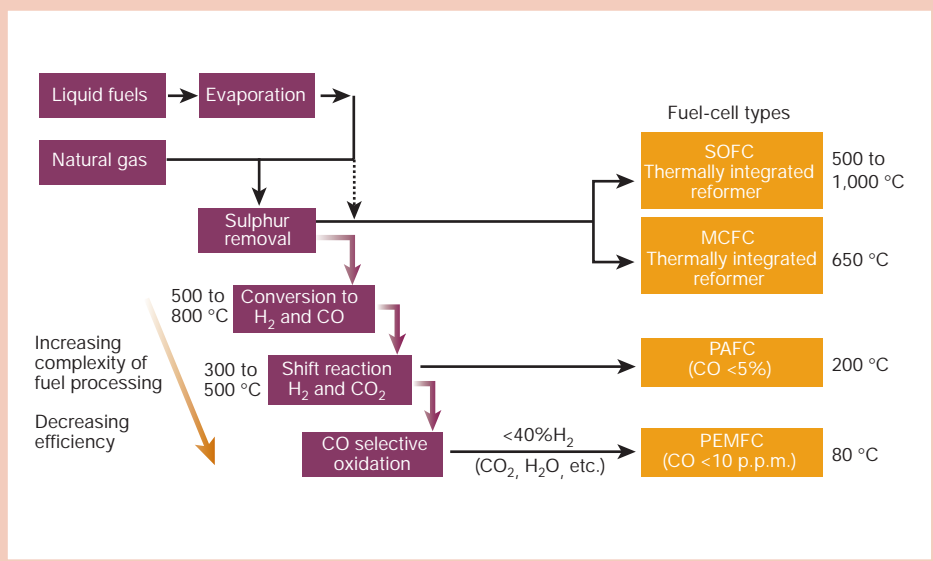 Liquid fuels
Evaporation
Natural gas
Sulphur
removal
500 to
800 °C
Conversion to
H₂ and CO
300 to
500 °C
Shift reaction
H₂ and CO₂
CO selective
oxidation
Increasing
complexity of
fuel processing
Decreasing
efficiency
<40%H₂
(CO₂, H₂O, etc.)
Fuel-cell types
SOFC
Thermally integrated
reformer
500 to
1,000 °C
MCFC
Thermally integrated
reformer
650 °C
PAFC
(CO <5%)
200 °C
PEMFC
(CO <10 p.p.m.)
80 °C